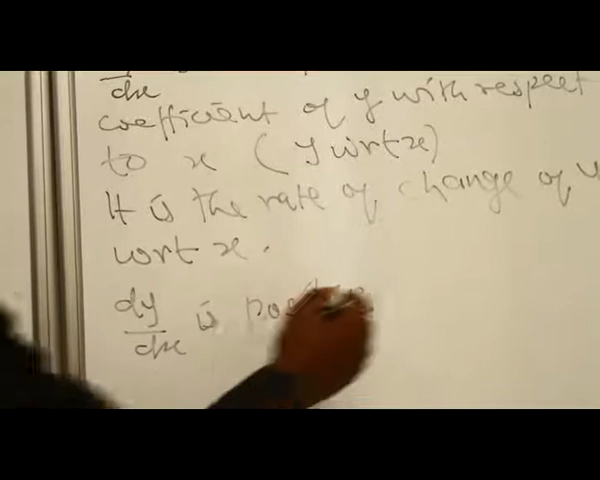 dx
coefficient of y with respect
to x (y wrt x)
It is the rate of change of y
wrt x.
dy
dx is